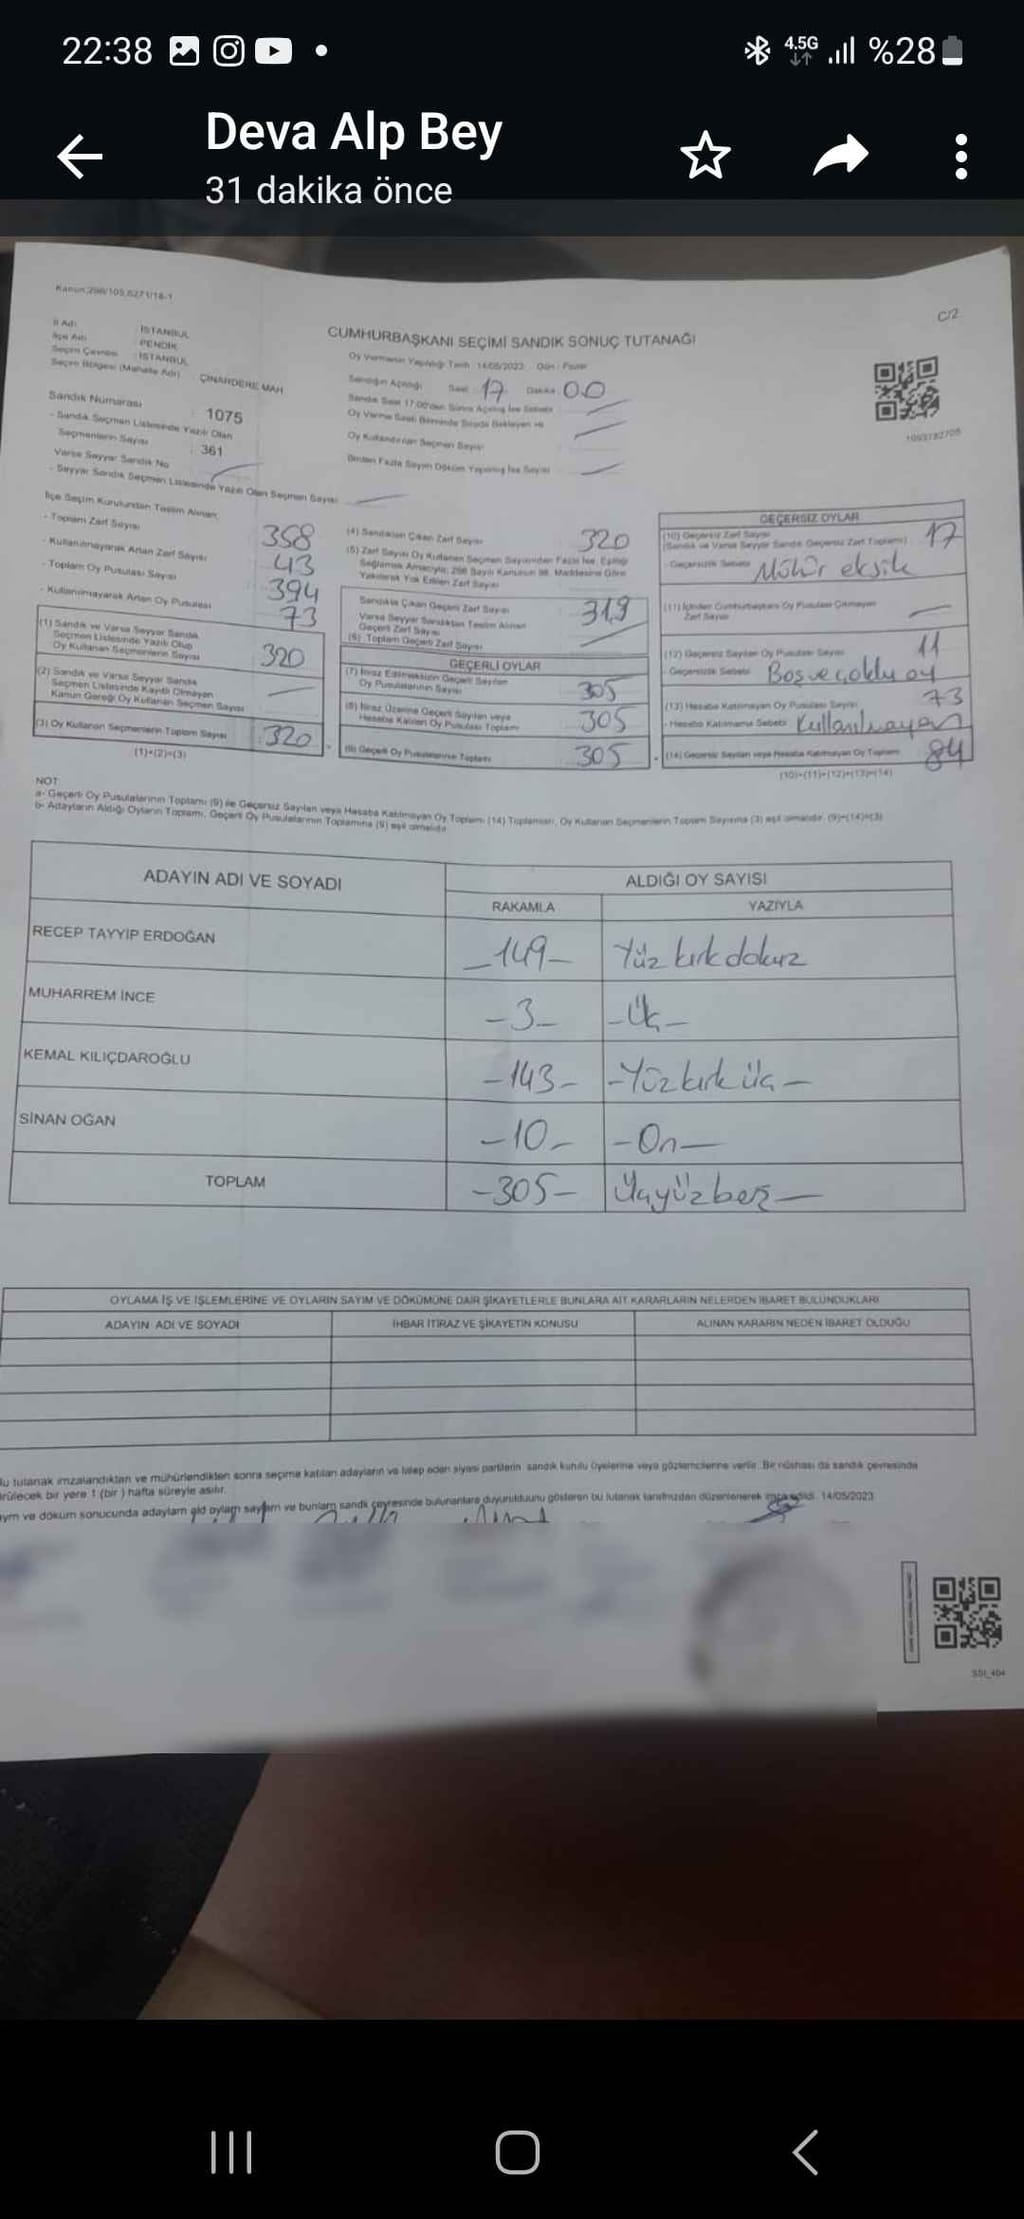 22:38
4.5G
%28
Deva Alp Bey
31 dakika önce
Kanun:298/105,6271/18-1
C/2
CUMHURBAŞKANI SEÇİMİ SANDIK SONUÇ TUTANAĞI
İl Adı İSTANBUL
İlçe Adı PENDİK
Seçim Çevresi : İSTANBUL
Seçim Bölgesi (Mahalle Adı) ÇINARDERE MAH
Oy Vermenin Yapıldığı Tarih : 14/05/2023 Gün : Pazar
Sandığın Açılışı Saat : 17 Dakika 00
Sandık Saat 17:00'den Sonra Açılmış İse Sebebi
Oy Verme Saati Bitiminde Sırada Bekleyen ve
Oy Kullandırılan Seçmen Sayısı
Birden Fazla Sayım Döküm Yapılmış İse Sayısı
1093782705
Sandık Numarası : 1075
- Sandık Seçmen Listesinde Yazılı Olan
Seçmenlerin Sayısı : 361
Varsa Seyyar Sandık No
- Seyyar Sandık Seçmen Listesinde Yazılı Olan Seçmen Sayısı
İlçe Seçim Kurulundan Teslim Alınan;
- Toplam Zarf Sayısı 358
- Kullanılmayarak Artan Zarf Sayısı 43
- Toplam Oy Pusulası Sayısı 394
- Kullanılmayarak Artan Oy Pusulası 73
(1) Sandık ve Varsa Seyyar Sandık
Seçmen Listesinde Yazılı Olup
Oy Kullanan Seçmenlerin Sayısı 320
(2) Sandık ve Varsa Seyyar Sandık
Seçmen Listesinde Kayıtlı Olmayan
Kanun Gereği Oy Kullanan Seçmen Sayısı
(3) Oy Kullanan Seçmenlerin Toplam Sayısı 320
(1)+(2)=(3)
(4) Sandıktan Çıkan Zarf Sayısı 320
(5) Zarf Sayısı Oy Kullanan Seçmen Sayısından Fazla İse, Eşitliği
Sağlamak Amacıyla; 298 Sayılı Kanunun 98. Maddesine Göre
Yakılarak Yok Edilen Zarf Sayısı
Sandıkta Çıkan Geçerli Zarf Sayısı 319
Varsa Seyyar Sandıktan Teslim Alınan
Geçerli Zarf Sayısı
(6) Toplam Geçerli Zarf Sayısı
GEÇERLİ OYLAR
(7) İtiraz Edilmeksizin Geçerli Sayılan
Oy Pusulalarının Sayısı 305
(8) İtiraz Üzerine Geçerli Sayılan veya
Hesaba Katılan Oy Pusulası Toplamı 305
(9) Geçerli Oy Pusulalarının Toplamı 305
GEÇERSİZ OYLAR
(10) Geçersiz Zarf Sayısı
(Sandık ve Varsa Seyyar Sandık Geçersiz Zarf Toplamı) 17
- Geçersizlik Sebebi Mühür eksik
(11) İçinden Cumhurbaşkanı Oy Pusulası Çıkmayan
Zarf Sayısı
(12) Geçersiz Sayılan Oy Pusulası Sayısı 11
- Geçersizlik Sebebi Boş ve çoklu oy
(13) Hesaba Katılmayan Oy Pusulası Sayısı 73
- Hesaba Katılmama Sebebi Kullanılmayan
(14) Geçersiz Sayılan veya Hesaba Katılmayan Oy Toplamı 84
(10)+(11)+(12)+(13)=(14)
NOT:
a- Geçerli Oy Pusulalarının Toplamı (9) ile Geçersiz Sayılan veya Hesaba Katılmayan Oy Toplamı (14) Toplamları, Oy Kullanan Seçmenlerin Toplam Sayısına (3) eşit olmalıdır. (9)+(14)=(3)
b- Adayların Aldığı Oyların Toplamı, Geçerli Oy Pusulalarının Toplamına (9) eşit olmalıdır.
ADAYIN ADI VE SOYADI
ALDIĞI OY SAYISI
RAKAMLA YAZIYLA
RECEP TAYYİP ERDOĞAN -149- Yüz kırk dokuz
MUHARREM İNCE -3- -Üç-
KEMAL KILIÇDAROĞLU -143- -Yüz kırk üç-
SİNAN OĞAN -10- -On-
TOPLAM -305- Üçyüzbeş-
OYLAMA İŞ VE İŞLEMLERİNE VE OYLARIN SAYIM VE DÖKÜMÜNE DAİR ŞİKAYETLERLE BUNLARA AİT KARARLARIN NELERDEN İBARET BULUNDUKLARI
ADAYIN ADI VE SOYADI İHBAR İTİRAZ VE ŞİKAYETİN KONUSU ALINAN KARARIN NEDEN İBARET OLDUĞU
Bu tutanak imzalandıktan ve mühürlendikten sonra seçime katılan adayların ve talep eden siyasi partilerin sandık kurulu üyelerine veya gözlemcilerine verilir. Bir nüshası da sandık çevresinde
görülecek bir yere 1 (bir) hafta süreyle asılır.
ayım ve döküm sonucunda adayların aldığı oyların sayıları ve bunların sandık çevresinde bulunanlara duyurulduğunu gösteren bu tutanak tarafımızdan düzenlenerek imza edildi. 14/05/2023